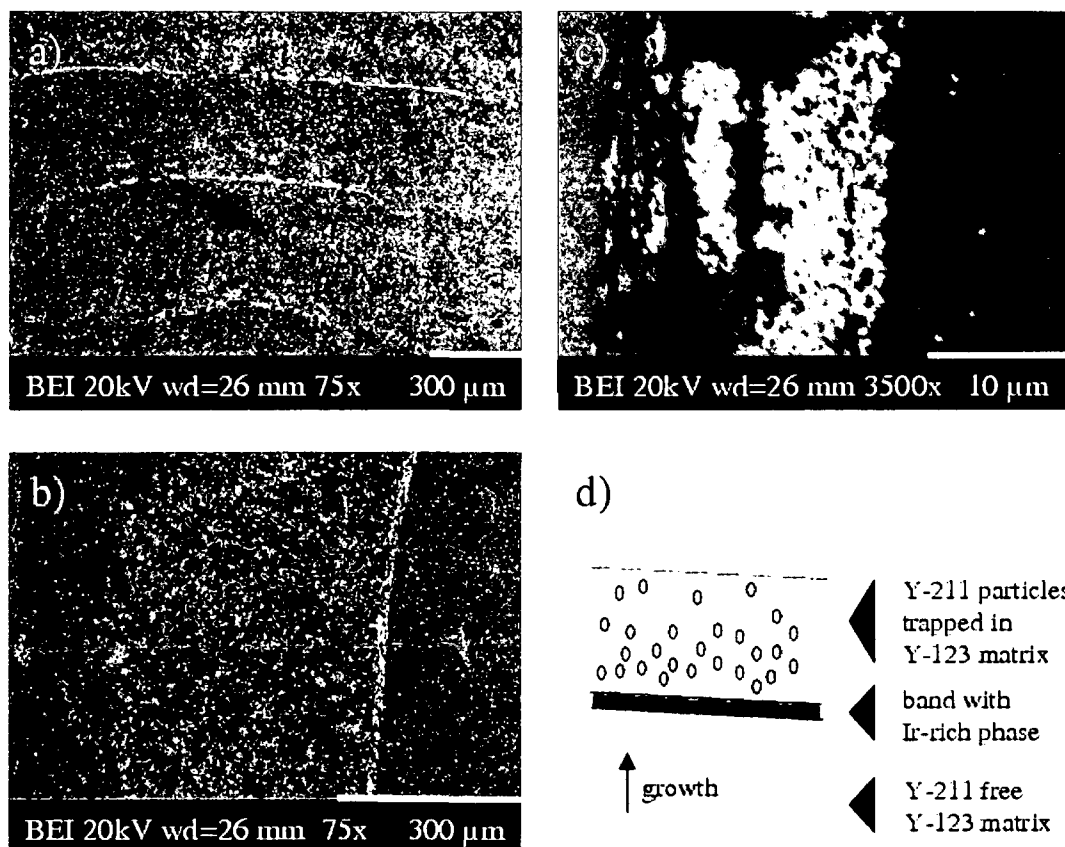 a)
BEI 20kV wd=26 mm 75x 300 µm
c)
BEI 20kV wd=26 mm 3500x 10 µm
b)
BEI 20kV wd=26 mm 75x 300 µm
d)
Y-211 particles
trapped in
Y-123 matrix
band with
Ir-rich phase
growth
Y-211 free
Y-123 matrix